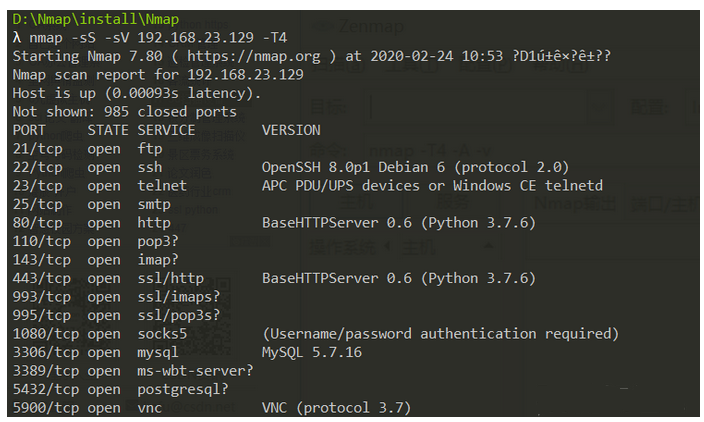 D:\Nmap\install\Nmap
λ nmap -sS -sV 192.168.23.129 -T4
Starting Nmap 7.80 ( https://nmap.org ) at 2020-02-24 10:53 ?D1ú±ê×?ê±??
Nmap scan report for 192.168.23.129
Host is up (0.00093s latency).
Not shown: 985 closed ports
PORT STATE SERVICE VERSION
21/tcp open ftp
22/tcp open ssh OpenSSH 8.0p1 Debian 6 (protocol 2.0)
23/tcp open telnet APC PDU/UPS devices or Windows CE telnetd
25/tcp open smtp
80/tcp open http BaseHTTPServer 0.6 (Python 3.7.6)
110/tcp open pop3?
143/tcp open imap?
443/tcp open ssl/http BaseHTTPServer 0.6 (Python 3.7.6)
993/tcp open ssl/imaps?
995/tcp open ssl/pop3s?
1080/tcp open socks5 (Username/password authentication required)
3306/tcp open mysql MySQL 5.7.16
3389/tcp open ms-wbt-server?
5432/tcp open postgresql?
5900/tcp open vnc VNC (protocol 3.7)